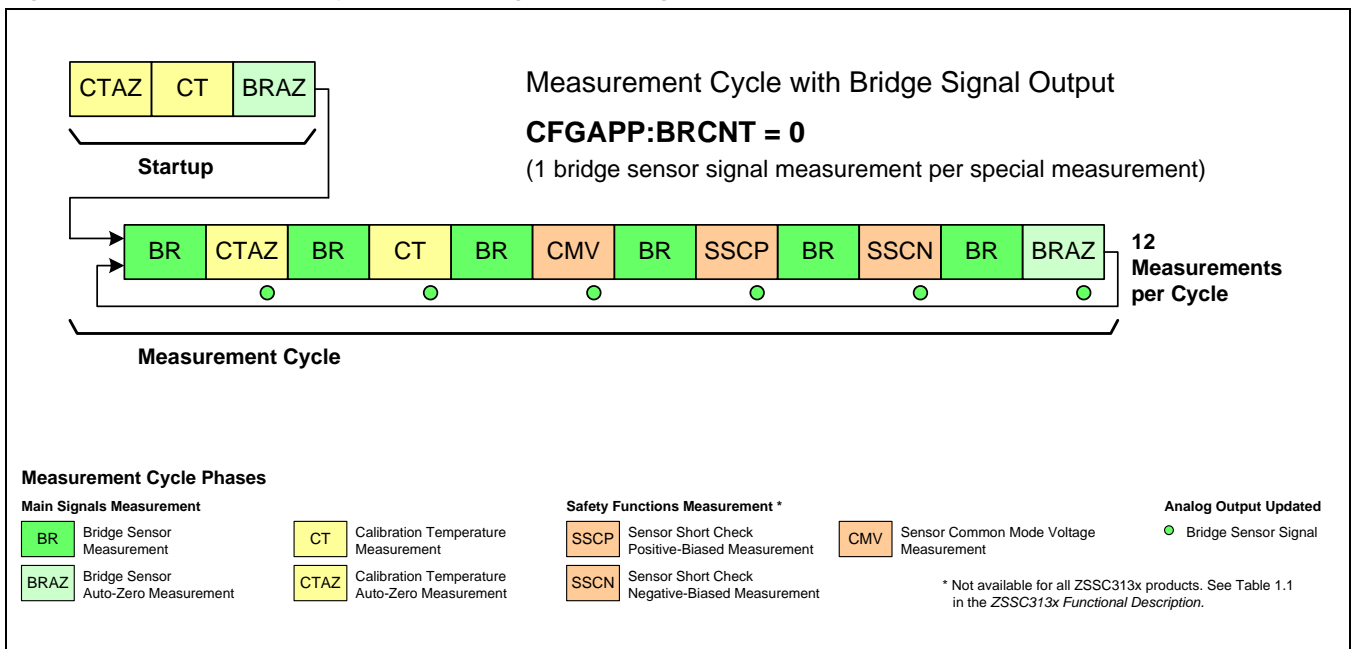 CTAZ CT BRAZ
Startup
Measurement Cycle with Bridge Signal Output
CFGAPP:BRCNT = 0
(1 bridge sensor signal measurement per special measurement)
BR CTAZ BR CT BR CMV BR SSCP BR SSCN BR BRAZ
12
Measurements
per Cycle
Measurement Cycle
Measurement Cycle Phases
Main Signals Measurement
BR
Bridge Sensor
Measurement
BRAZ
Bridge Sensor
Auto-Zero Measurement
CT
Calibration Temperature
Measurement
CTAZ
Calibration Temperature
Auto-Zero Measurement
Safety Functions Measurement *
SSCP
Sensor Short Check
Positive-Biased Measurement
SSCN
Sensor Short Check
Negative-Biased Measurement
CMV
Sensor Common Mode Voltage
Measurement
Analog Output Updated
Bridge Sensor Signal
* Not available for all ZSSC313x products. See Table 1.1
in the ZSSC313x Functional Description.